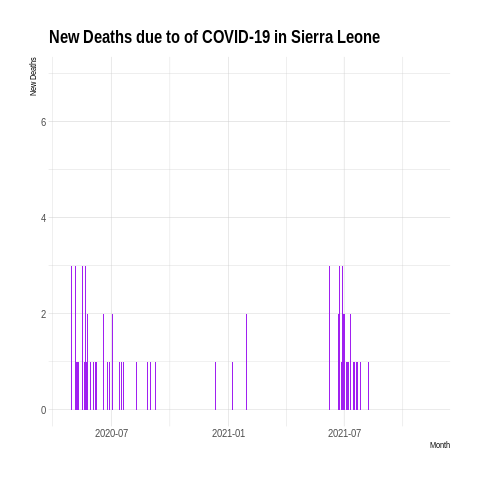 New Deaths due to of COVID-19 in Sierra Leone
New Deaths
6
4
2
0
2020-07 2021-01 2021-07
Month